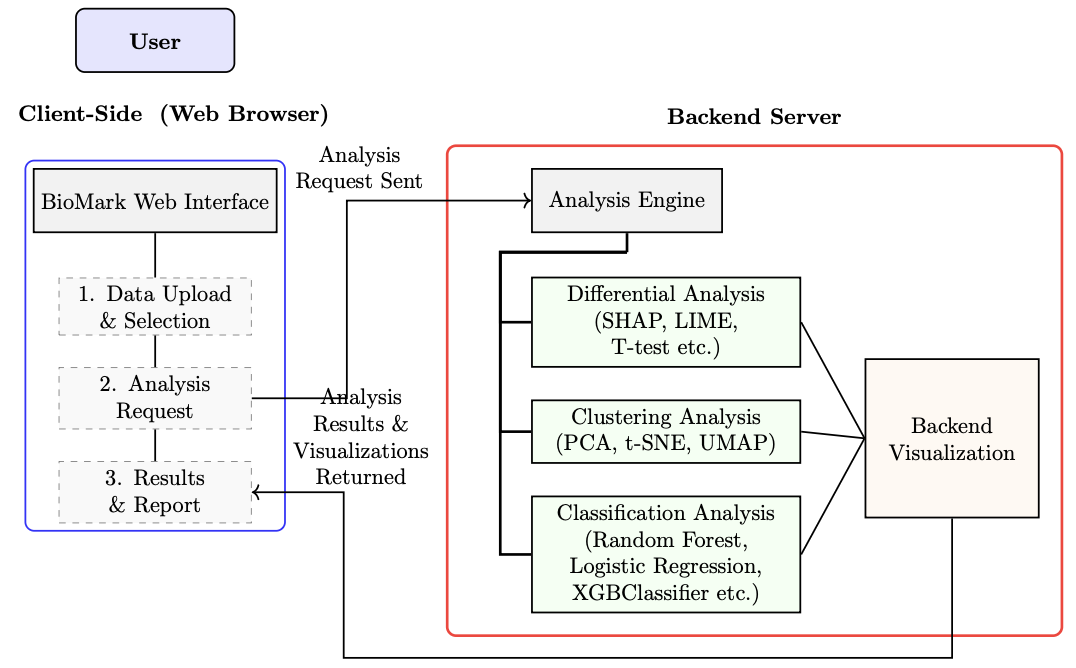 User
Client-Side (Web Browser)
BioMark Web Interface
1. Data Upload
& Selection
2. Analysis
Request
3. Results
& Report
Analysis
Request Sent
Analysis
Results &
Visualizations
Returned
Backend Server
Analysis Engine
Differential Analysis
(SHAP, LIME,
T-test etc.)
Clustering Analysis
(PCA, t-SNE, UMAP)
Classification Analysis
(Random Forest,
Logistic Regression,
XGBClassifier etc.)
Backend
Visualization